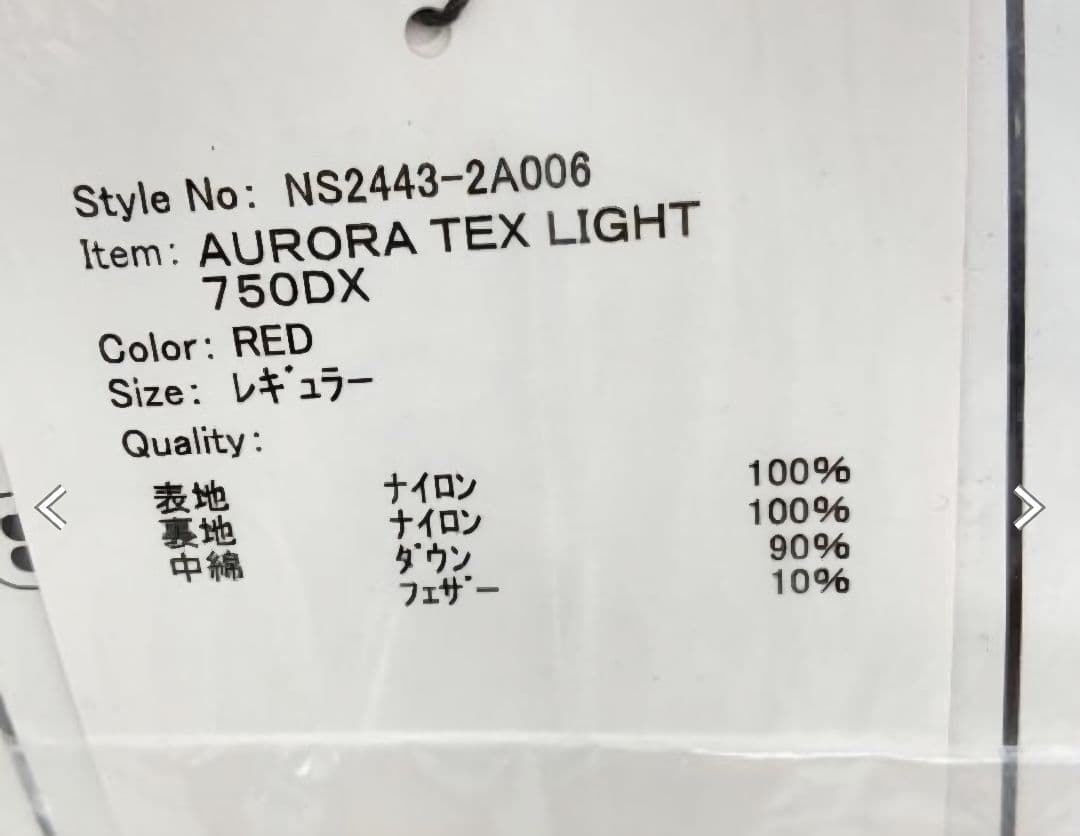 Style No: NS2443-2A006
Item: AURORA TEX LIGHT
750DX
Color: RED
Size: レギュラー
Quality:
表地 ナイロン 100%
裏地 ナイロン 100%
中綿 ダウン 90%
フェザー 10%